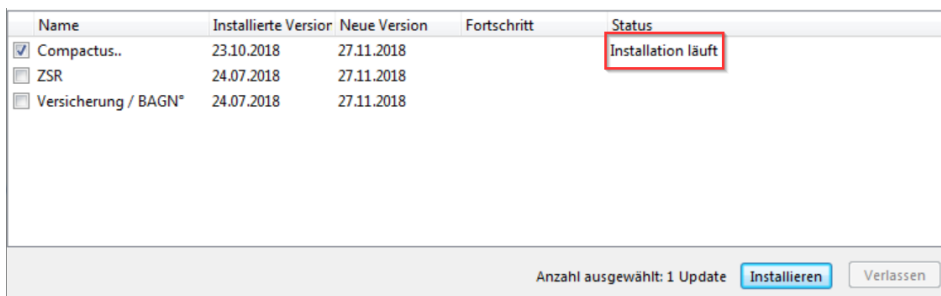 Name Installierte Version Neue Version Fortschritt Status
Compactus.. 23.10.2018 27.11.2018 Installation läuft
ZSR 24.07.2018 27.11.2018
Versicherung / BAGN° 24.07.2018 27.11.2018
Anzahl ausgewählt: 1 Update Installieren Verlassen